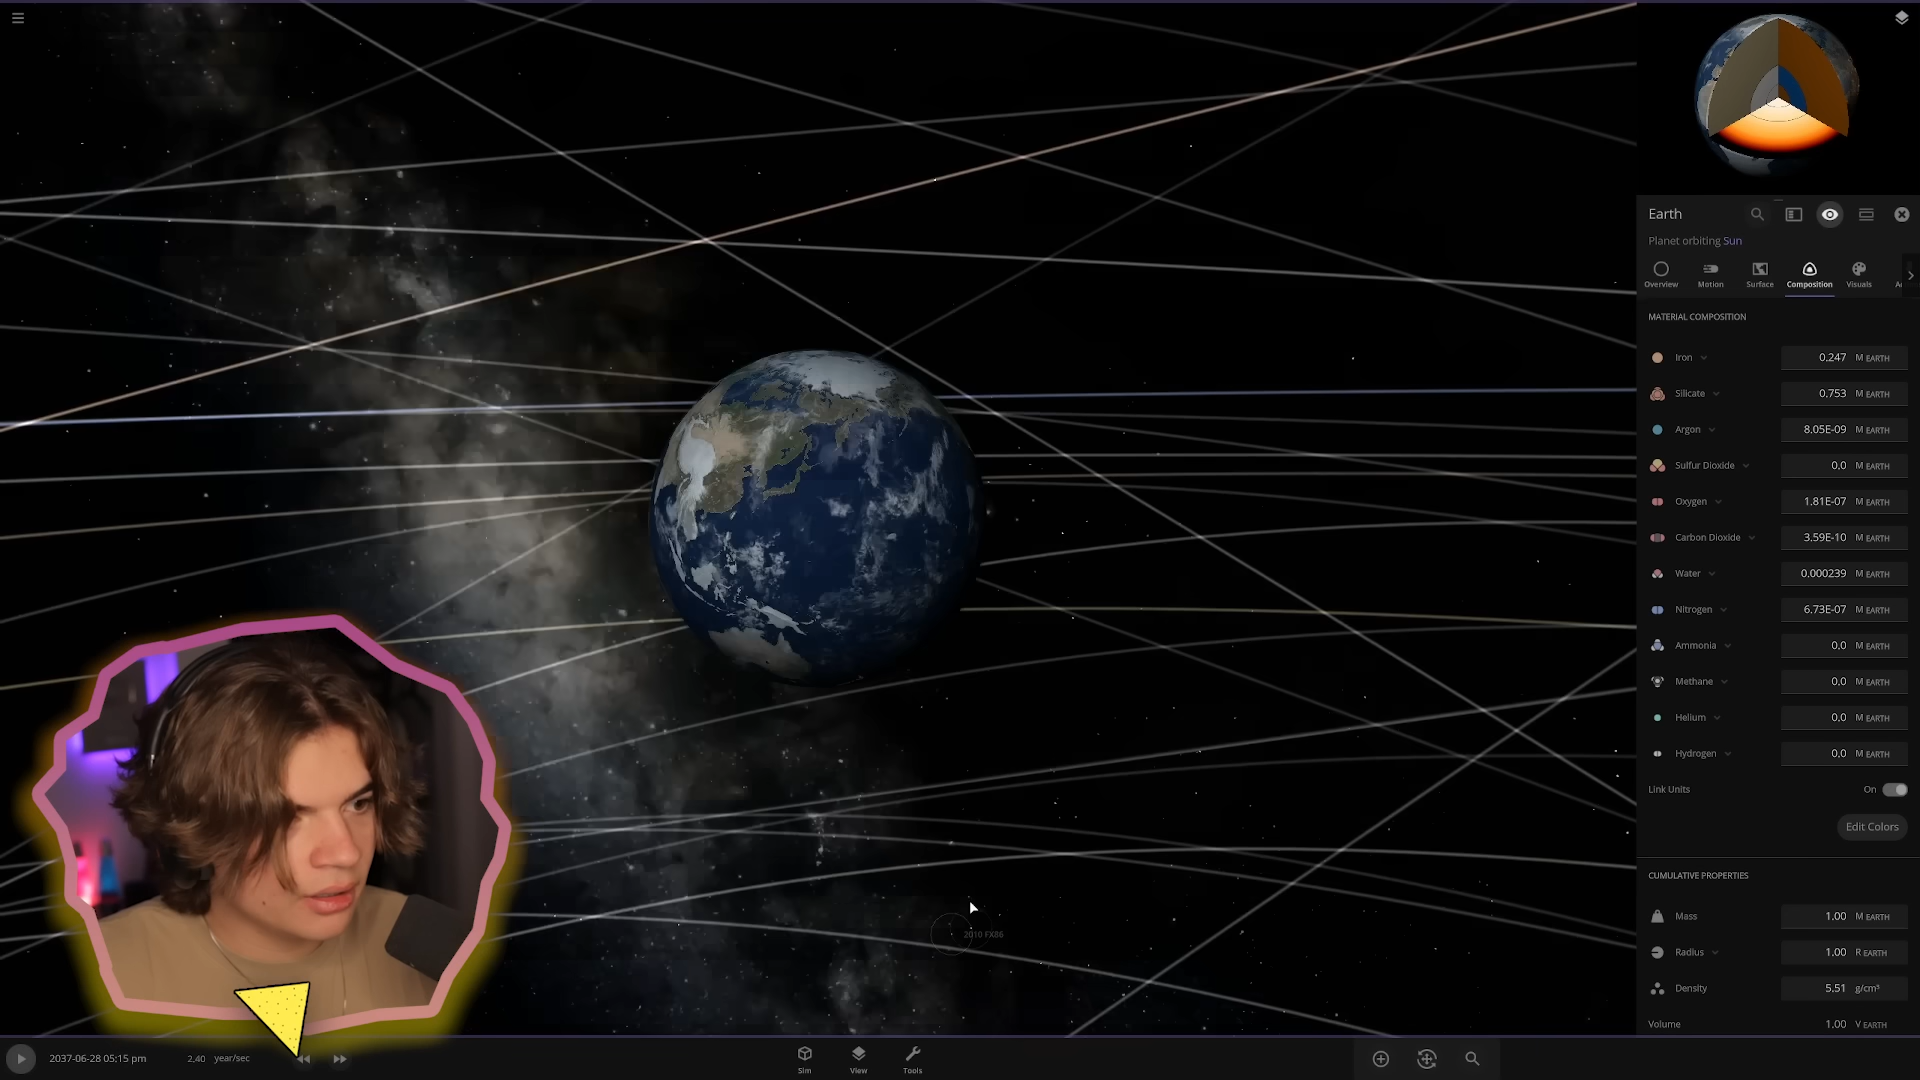 Earth
Planet orbiting Sun
Overview Motion Surface Composition Visuals
MATERIAL COMPOSITION
Iron 0.247 M EARTH
Silicate 0.753 M EARTH
Argon 8.05E-09 M EARTH
Sulfur Dioxide 0.0 M EARTH
Oxygen 1.81E-07 M EARTH
Carbon Dioxide 3.59E-10 M EARTH
Water 0.000239 M EARTH
Nitrogen 6.73E-07 M EARTH
Ammonia 0.0 M EARTH
Methane 0.0 M EARTH
Helium 0.0 M EARTH
Hydrogen 0.0 M EARTH
Link Units On
Edit Colors
CUMULATIVE PROPERTIES
Mass 1.00 M EARTH
Radius 1.00 R EARTH
Density 5.51 g/cm³
Volume 1.00 V EARTH
2010 FX86
2037-06-28 05:15 pm 2.40 year/sec
Sim View Tools